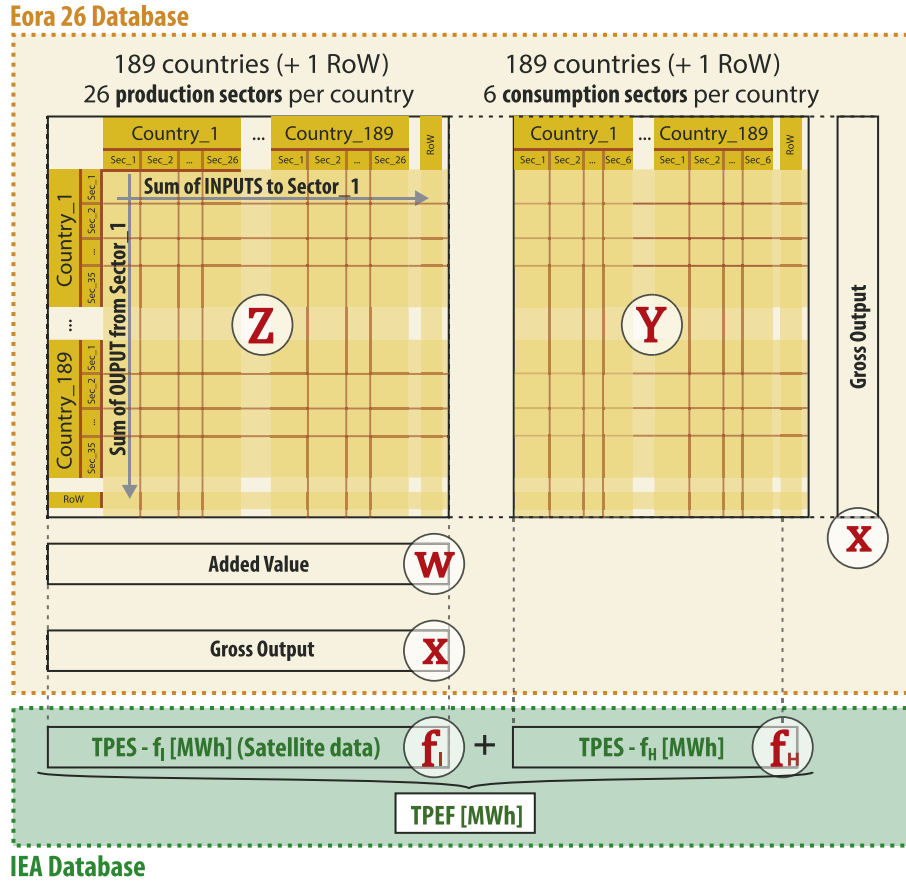 Eora 26 Database
189 countries (+ 1 RoW)
26 production sectors per country
189 countries (+ 1 RoW)
6 consumption sectors per country
Country_1 ... Country_189 RoW
Sec_1 Sec_2 ... Sec_26 Sec_1 Sec_2 ... Sec_26
Country_1 ... Country_189 RoW
Sec_1 Sec_2 ... Sec_6 Sec_1 Sec_2 ... Sec_6
Country_1
Sec_1
Sec_2
...
Sec_35
...
Country_189
Sec_1
Sec_2
...
Sec_35
RoW
Sum of INPUTS to Sector_1
Sum of OUPUT from Sector_1
Z
Y
Gross Output
x
Added Value
w
Gross Output
x
TPES - fI [MWh] (Satellite data)
fI
+
TPES - fH [MWh]
fH
TPEF [MWh]
IEA Database